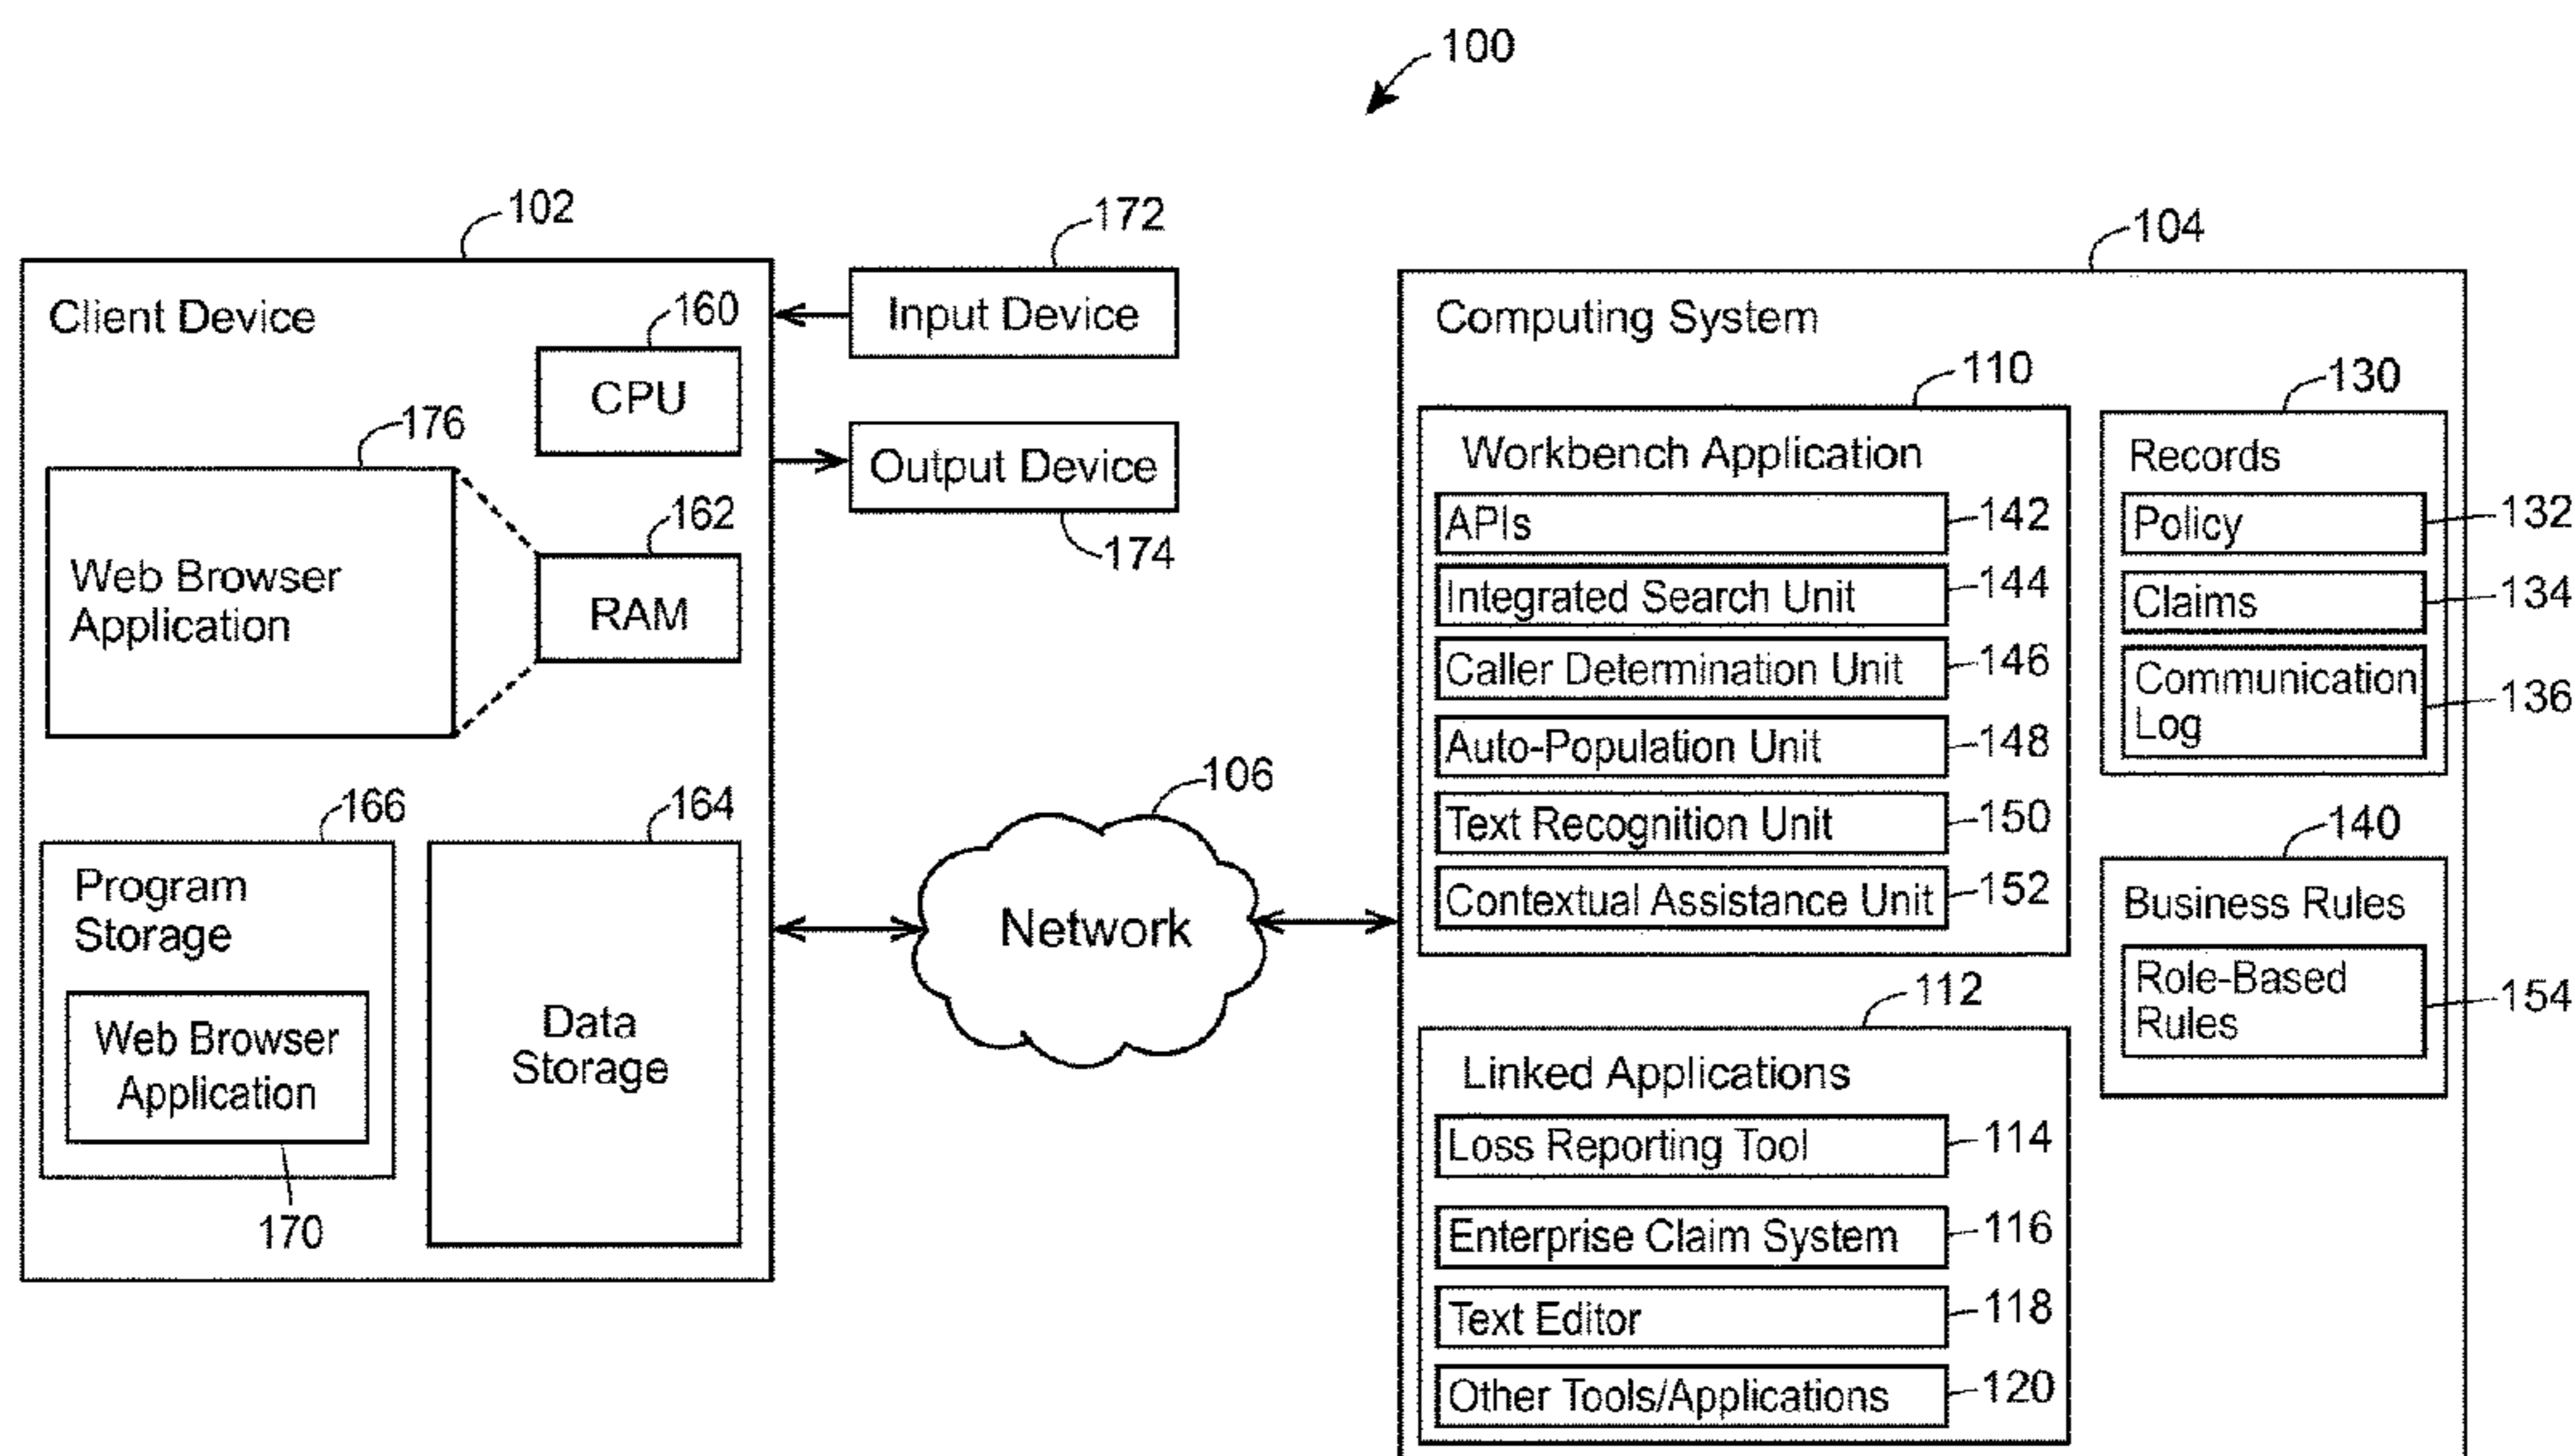 100
102
Client Device
160
CPU
176
Web Browser
Application
162
RAM
166
Program
Storage
Web Browser
Application
170
164
Data
Storage
172
Input Device
Output Device
174
106
Network
104
Computing System
110
Workbench Application
APIs
142
Integrated Search Unit
144
Caller Determination Unit
146
Auto-Population Unit
148
Text Recognition Unit
150
Contextual Assistance Unit
152
112
Linked Applications
Loss Reporting Tool
114
Enterprise Claim System
116
Text Editor
118
Other Tools/Applications
120
130
Records
Policy
132
Claims
134
Communication
Log
136
140
Business Rules
Role-Based
Rules
154